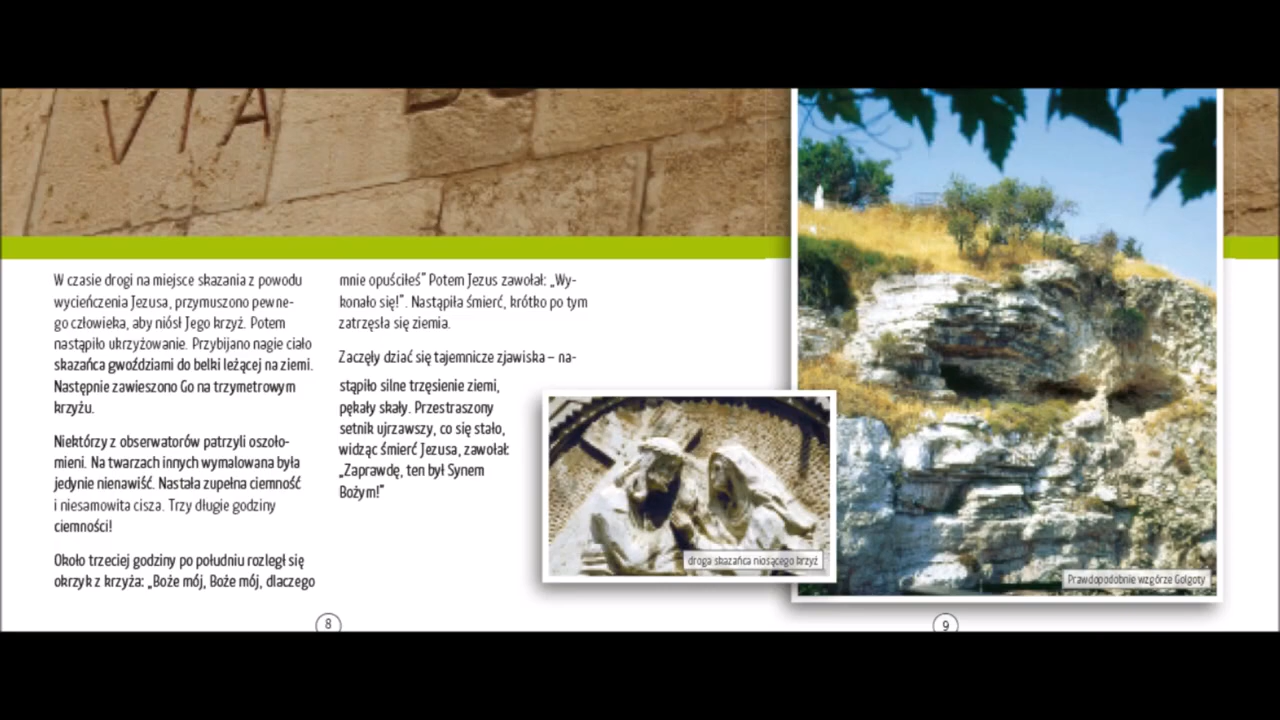 VIA
W czasie drogi na miejsce skazania z powodu
wycieńczenia Jezusa, przymuszono pewne-
go człowieka, aby niósł Jego krzyż. Potem
nastąpiło ukrzyżowanie. Przybijano nagie ciało
skazańca gwoździami do belki leżącej na ziemi.
Następnie zawieszono Go na trzymetrowym
krzyżu.
Niektórzy z obserwatorów patrzyli oszoło-
mieni. Na twarzach innych wymalowana była
jedynie nienawiść. Nastała zupełna ciemność
i niesamowita cisza. Trzy długie godziny
ciemności!
Około trzeciej godziny po południu rozległ się
okrzyk z krzyża: „Boże mój, Boże mój, dlaczego
mnie opuściłeś” Potem Jezus zawołał: „Wy-
konało się!”. Nastąpiła śmierć, krótko po tym
zatrzęsła się ziemia.
Zaczęły dziać się tajemnicze zjawiska – na-
stąpiło silne trzęsienie ziemi,
pękały skały. Przestraszony
setnik ujrzawszy, co się stało,
widząc śmierć Jezusa, zawołał:
„Zaprawdę, ten był Synem
Bożym!”
droga skazańca niosącego krzyż
Prawdopodobnie wzgórze Golgoty
8
9